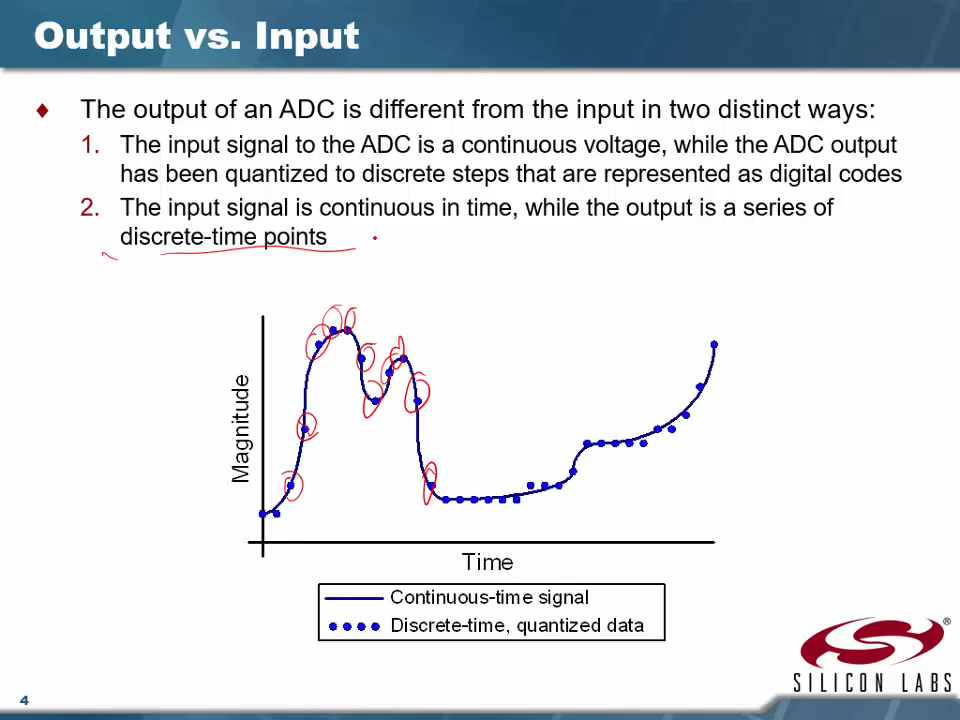 Output vs. Input
The output of an ADC is different from the input in two distinct ways:
1. The input signal to the ADC is a continuous voltage, while the ADC output
has been quantized to discrete steps that are represented as digital codes
2. The input signal is continuous in time, while the output is a series of
discrete-time points
Magnitude
Time
Continuous-time signal
Discrete-time, quantized data
®
SILICON LABS
4